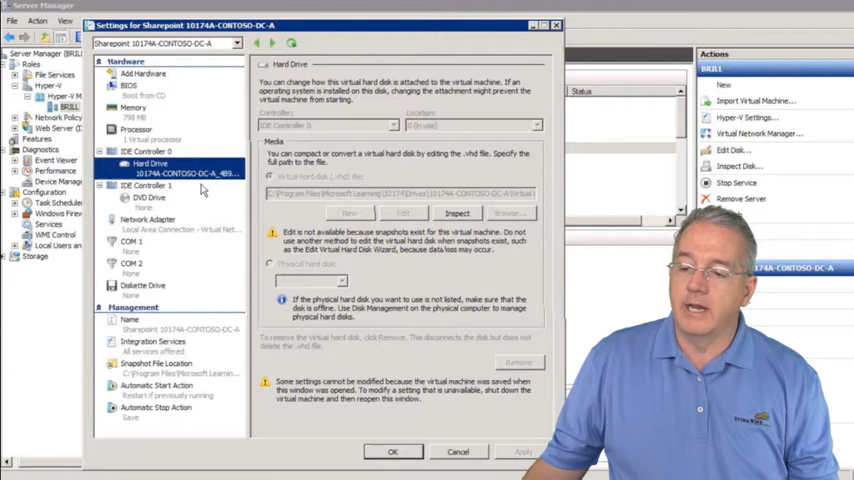 Server Manager
File Action
Server Manager (BRILL)
Roles
File Services
Hyper-V
Hyper-V M
BRILL
Network Policy
Web Server (I
Features
Diagnostics
Event Viewer
Performance
Device Manag
Configuration
Task Schedule
Windows Firew
Services
WMI Control
Local Users an
Storage
Settings for Sharepoint 10174A-CONTOSO-DC-A
Sharepoint 10174A-CONTOSO-DC-A
Hardware
Add Hardware
BIOS
Boot from CD
Memory
Processor
1 Virtual processor
IDE Controller 0
Hard Drive
10174A-CONTOSO-DC-A_4B9...
IDE Controller 1
DVD Drive
None
Network Adapter
Local Area Connection - Virtual Net...
COM 1
None
COM 2
None
Diskette Drive
None
Management
Name
Sharepoint 10174A-CONTOSO-DC-A
Integration Services
All services offered
Snapshot File Location
C:\Program Files\Microsoft Learnin...
Automatic Start Action
Restart if previously running
Automatic Stop Action
Save
Hard Drive
You can change how this virtual hard disk is attached to the virtual machine. If an
operating system is installed on this disk, changing the attachment might prevent the
virtual machine from starting.
Controller:
Location:
IDE Controller 0
0 (in use)
Media
You can compact or convert a virtual hard disk by editing the .vhd file. Specify the
full path to the file.
Virtual hard disk (.vhd) file:
C:\Program Files\Microsoft Learning\10174\Drives\10174A-CONTOSO-DC-A\Virtual
New
Edit
Inspect
Browse...
Edit is not available because snapshots exist for this virtual machine. Do not
use another method to edit the virtual hard disk when snapshots exist, such
as the Edit Virtual Hard Disk Wizard, because data loss may occur.
Physical hard disk:
If the physical hard disk you want to use is not listed, make sure that the
disk is offline. Use Disk Management on the physical computer to manage
physical hard disks.
To remove the virtual hard disk, click Remove. This disconnects the disk but does not
delete the .vhd file.
Remove
Some settings cannot be modified because the virtual machine was saved when
this window was opened. To modify a setting that is unavailable, shut down the
virtual machine and then reopen this window.
OK
Cancel
Apply
Status
Actions
BRILL
New
Import Virtual Machine...
Hyper-V Settings...
Virtual Network Manager...
Edit Disk...
Inspect Disk...
Stop Service
Remove Server
174A-CONTOSO-DC-A